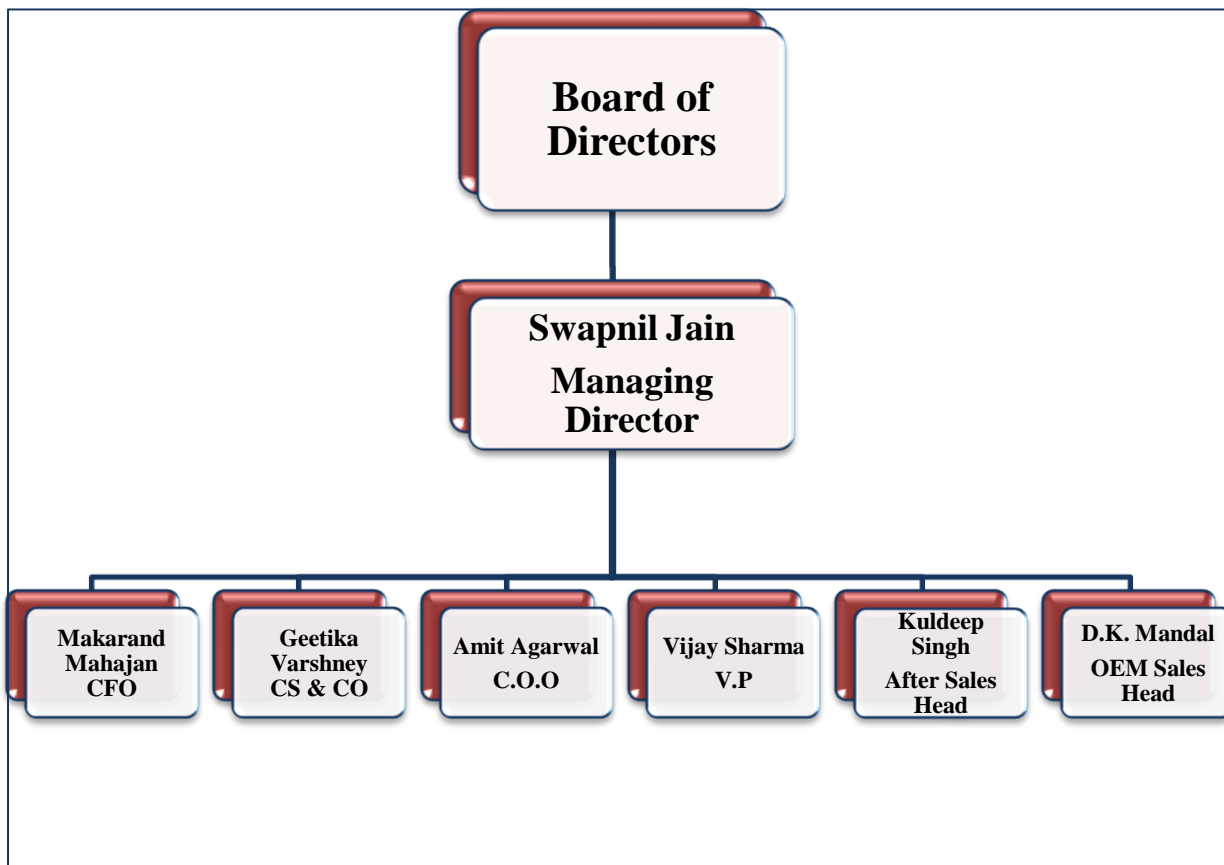 Board of
Directors
Swapnil Jain
Managing
Director
Makarand
Mahajan
CFO
Geetika
Varshney
CS & CO
Amit Agarwal
C.O.O
Vijay Sharma
V.P
Kuldeep
Singh
After Sales
Head
D.K. Mandal
OEM Sales
Head